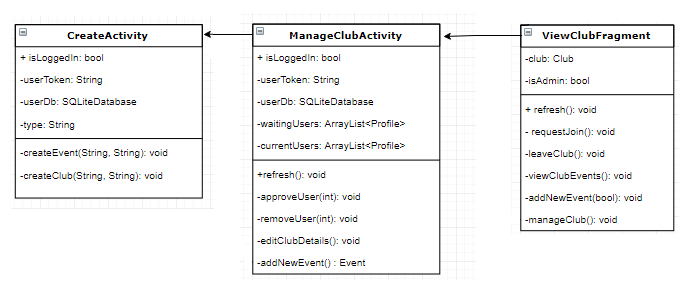 CreateActivity
+ isLoggedIn: bool
-userToken: String
-userDb: SQLiteDatabase
-type: String
-createEvent(String, String): void
-createClub(String, String): void
ManageClubActivity
+ isLoggedIn: bool
-userToken: String
-userDb: SQLiteDatabase
-waitingUsers: ArrayList<Profile>
-currentUsers: ArrayList<Profile>
+refresh(): void
-approveUser(int): void
-removeUser(int): void
-editClubDetails(): void
-addNewEvent() : Event
ViewClubFragment
-club: Club
-isAdmin: bool
+ refresh(): void
- requestJoin(): void
-leaveClub(): void
-viewClubEvents(): void
-addNewEvent(bool): void
-manageClub(): void